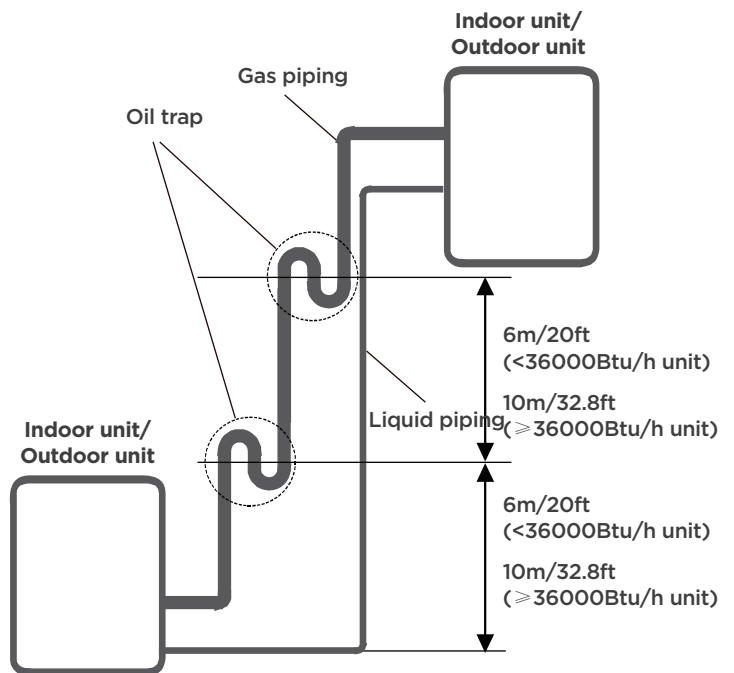 Indoor unit/
Outdoor unit
Gas piping
Oil trap
6m/20ft
(<36000Btu/h unit)
Liquid piping
10m/32.8ft
(⩾36000Btu/h unit)
Indoor unit/
Outdoor unit
6m/20ft
(<36000Btu/h unit)
10m/32.8ft
(⩾36000Btu/h unit)